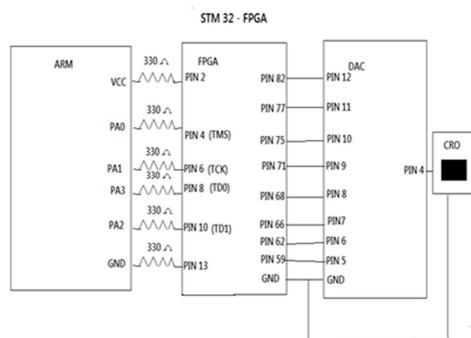 STM 32 - FPGA
ARM
VCC
PA0
PA1
PA3
PA2
GND
330 Ω
330 Ω
330 Ω
330 Ω
330 Ω
330 Ω
FPGA
PIN 2
PIN 4 (TMS)
PIN 6 (TCK)
PIN 8 (TD0)
PIN 10 (TD1)
PIN 13
PIN 82
PIN 77
PIN 75
PIN 71
PIN 68
PIN 66
PIN 62
PIN 59
GND
DAC
PIN 12
PIN 11
PIN 10
PIN 9
PIN 8
PIN7
PIN 6
PIN 5
GND
PIN 4
CRO